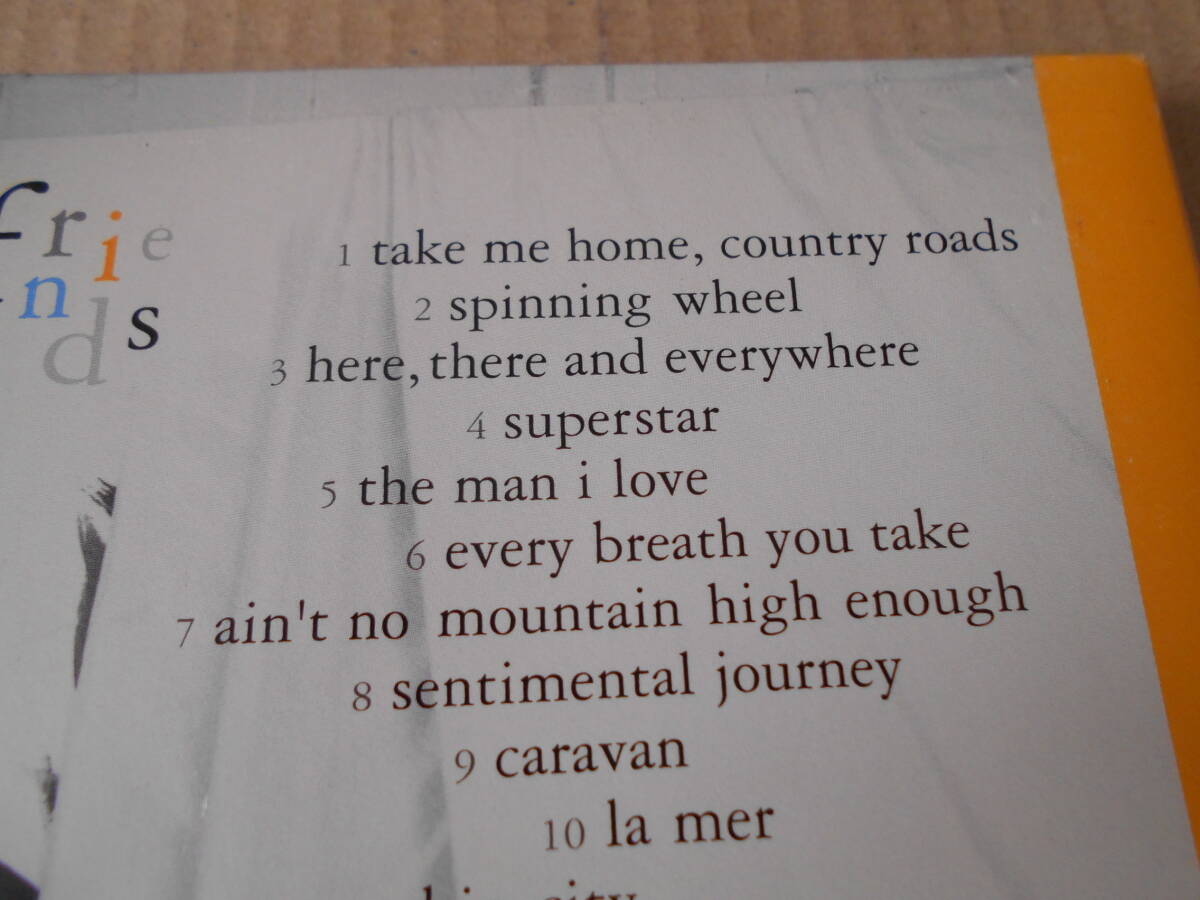 frie
nds
1 take me home, country roads
2 spinning wheel
3 here, there and everywhere
4 superstar
5 the man i love
6 every breath you take
7 ain't no mountain high enough
8 sentimental journey
9 caravan
10 la mer
city